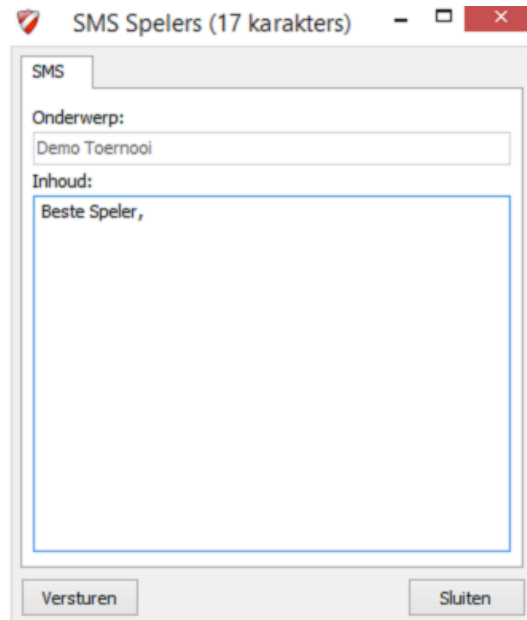 SMS Spelers (17 karakters)
SMS
Onderwerp:
Demo Toernooi
Inhoud:
Beste Speler,
Versturen
Sluiten